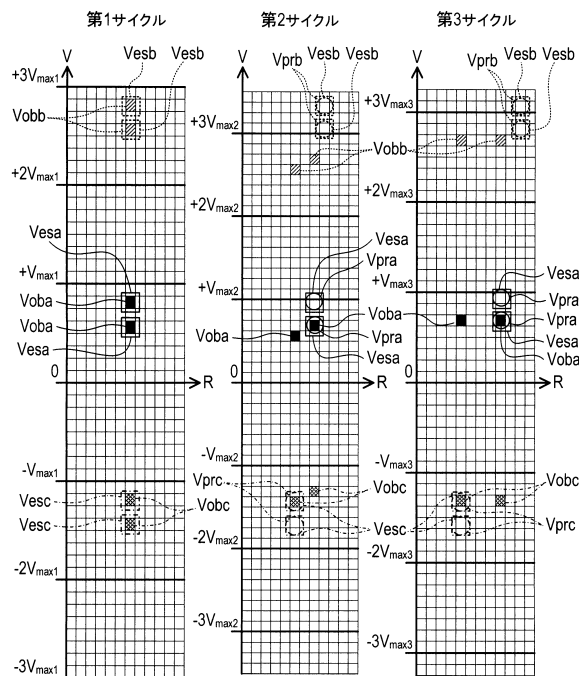 第1サイクル
V
Vesb
Vesb
+3Vmax1
Vobb
+2Vmax1
Vesa
+Vmax1
Voba
Voba
Vesa
0
R
-Vmax1
Vesc
Vesc
Vobc
-2Vmax1
-3Vmax1
第2サイクル
V
Vesb
Vprb
Vesb
+3Vmax2
Vobb
+2Vmax2
Vesa
Vpra
+Vmax2
Voba
Voba
Vpra
Vesa
0
R
-Vmax2
Vprc
Vobc
Vesc
-2Vmax2
-3Vmax2
第3サイクル
V
Vesb
Vprb
Vesb
+3Vmax3
+2Vmax3
Vesa
+Vmax3
Vpra
Vpra
Vesa
Voba
0
R
-Vmax3
Vobc
Vprc
-2Vmax3
-3Vmax3